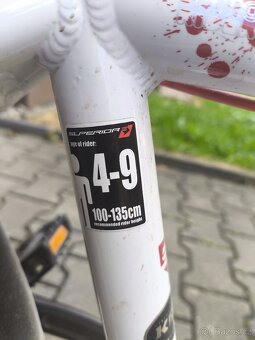 SUPERIOR
age of rider:
4-9
100-135cm
recommended rider height